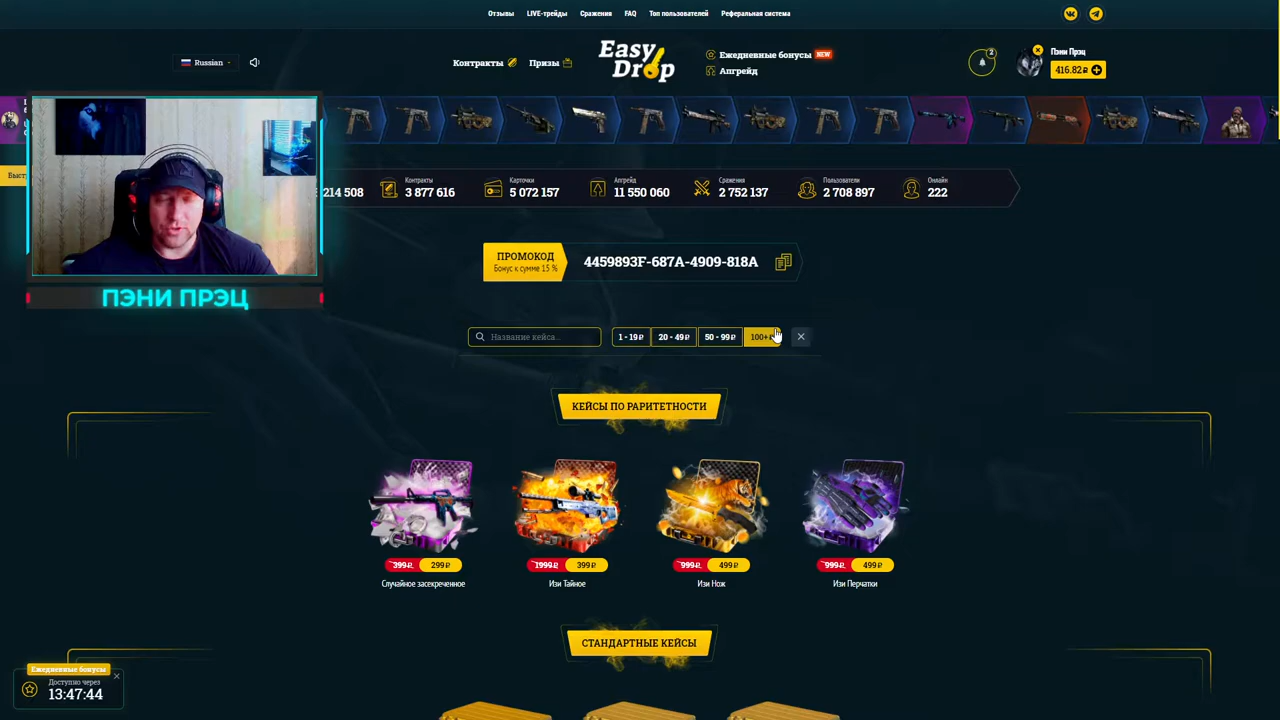 Отзывы
LIVE-трейды
Сражения
FAQ
Топ пользователей
Реферальная система
Russian
Контракты
Призы
Easy
Drop
Ежедневные бонусы
NEW
Апгрейд
2
Пэни Прэц
416.82₽
214 508
Контракты
3 877 616
Карточки
5 072 157
Апгрейд
11 550 060
Сражения
2 752 137
Пользователи
2 708 897
Онлайн
222
ПРОМОКОД
Бонус к сумме 15 %
4459893F-687A-4909-818A
ПЭНИ ПРЭЦ
Название кейса...
1 - 19₽
20 - 49₽
50 - 99₽
100+
КЕЙСЫ ПО РАРИТЕТНОСТИ
399₽ 299₽
Случайное засекреченное
1999₽ 399₽
Изи Тайное
999₽ 499₽
Изи Нож
999₽ 499₽
Изи Перчатки
СТАНДАРТНЫЕ КЕЙСЫ
Ежедневные бонусы
Доступно через
13:47:44